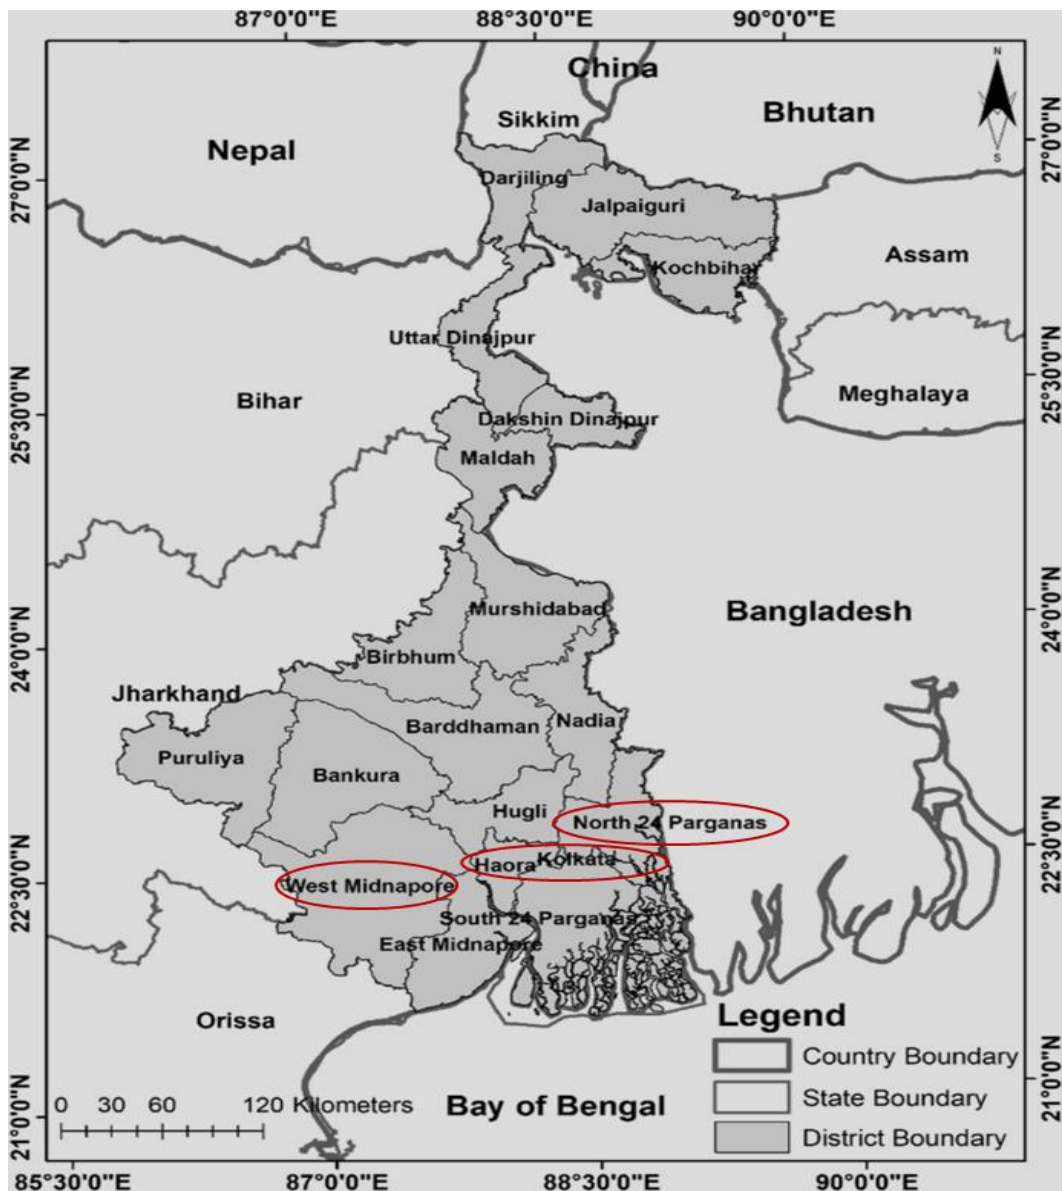 87°0'0"E 88°30'0"E 90°0'0"E
China
Bhutan
Sikkim
N
S
Nepal
27°0'0"N
27°0'0"N
Darjiling
Jalpaiguri
Assam
Kochbihar
Uttar Dinajpur
25°30'0"N
Meghalaya
Bihar
25°30'0"N
Dakshin Dinajpur
Maldah
24°0'0"N
Murshidabad
Bangladesh
24°0'0"N
Birbhum
Jharkhand
Barddhaman
Nadia
Puruliya
Bankura
Hugli
North 24 Parganas
22°30'0"N
Haora
Kolkata
22°30'0"N
West Midnapore
South 24 Parganas
East Midnapore
Orissa
Legend
Country Boundary
State Boundary
District Boundary
21°0'0"N
21°0'0"N
0 30 60 120 Kilometers
Bay of Bengal
85°30'0"E 87°0'0"E 88°30'0"E 90°0'0"E